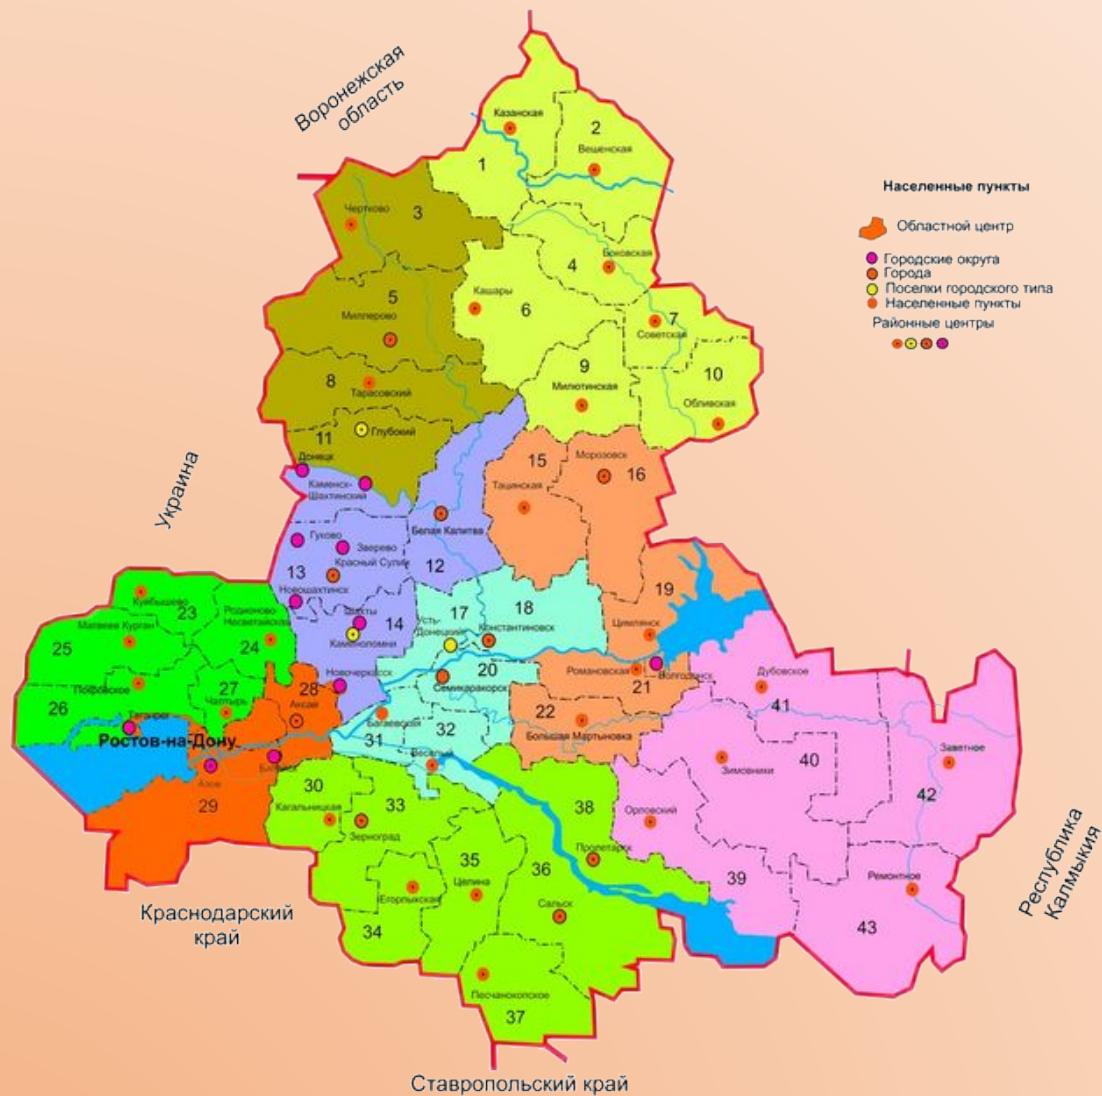 Воронежская
область
Казанская
2
Вешенская
1
Населенные пункты
Чертково
3
Областной центр
4
Боковская
Городские округа
Города
Поселки городского типа
Населенные пункты
Районные центры
5
Кашары
6
Миллерово
7
Советская
8
Тарасовский
9
Милютинская
10
Обливская
11
Глубокий
Донецк
Каменск-
Шахтинский
15
Тацинская
Морозовск
16
Украина
Белая Калитва
Гуково
Зверево
Красный Сулин
12
13
Новошахтинск
Шахты
14
Каменоломни
17
Усть-
Донецкий
18
Константиновск
19
Цимлянск
Куйбышево
23
Матвеев Курган
Родионово-
Несветайская
24
25
Новочеркасск
20
Семикаракорск
Романовская
21
Волгодонск
Дубовское
41
Покровское
26
27
Чалтырь
28
Аксай
Таганрог
Ростов-на-Дону
Багаевская
31
32
22
Большая Мартыновка
Азов
Батайск
Веселый
Зимовники
40
Заветное
42
29
30
Кагальницкая
33
Зерноград
38
Орловский
35
Целина
36
Пролетарск
39
Ремонтное
Егорлыкская
34
Сальск
43
Краснодарский
край
Республика
Калмыкия
Песчанокопское
37
Ставропольский край